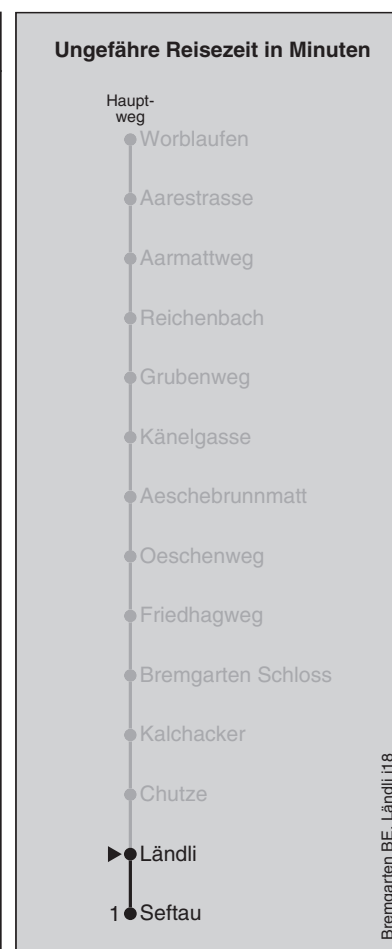 Ungefähre Reisezeit in Minuten
Haupt-
weg
Worblaufen
Aarestrasse
Aarmattweg
Reichenbach
Grubenweg
Känelgasse
Aeschebrunnmatt
Oeschenweg
Friedhagweg
Bremgarten Schloss
Kalchacker
Chutze
Ländli
1 Seftau
Bremgarten BE, Ländli j18